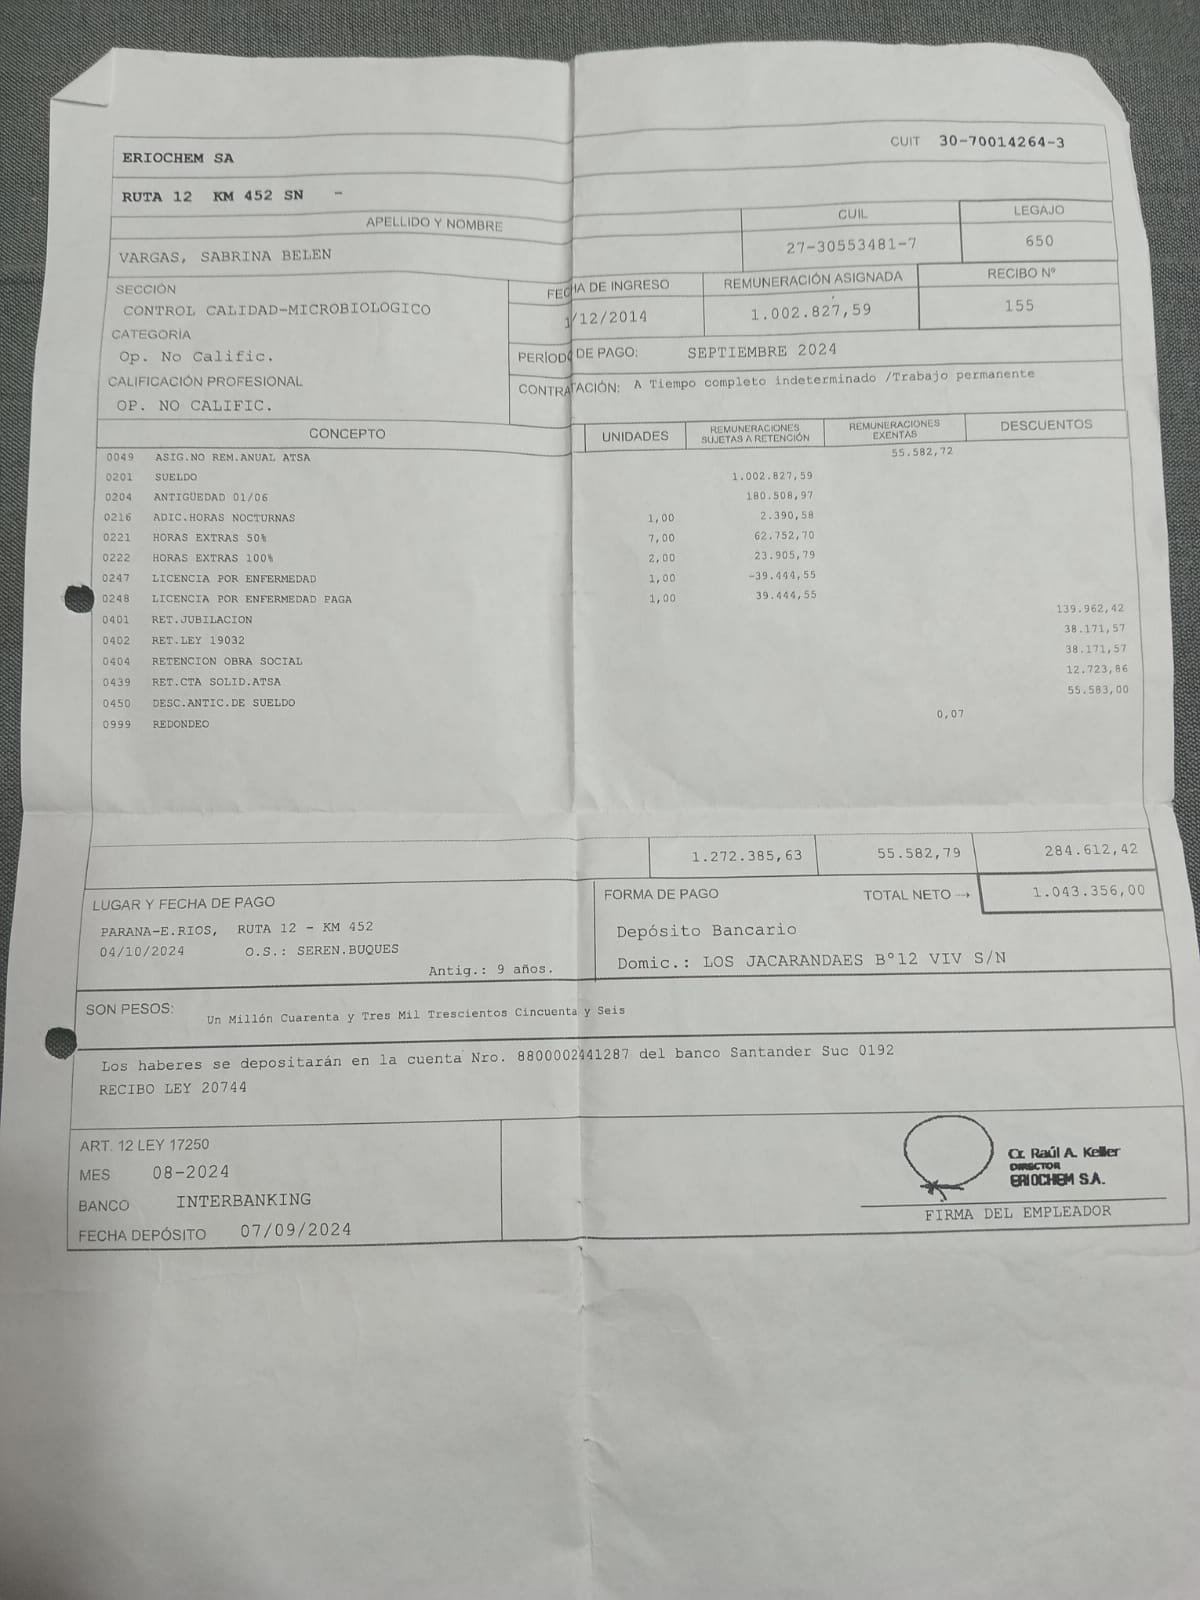 CUIT 30-70014264-3
ERIOCHEM SA
RUTA 12 KM 452 SN -
APELLIDO Y NOMBRE CUIL LEGAJO
VARGAS, SABRINA BELEN 27-30553481-7 650
SECCIÓN FECHA DE INGRESO REMUNERACIÓN ASIGNADA RECIBO Nº
CONTROL CALIDAD-MICROBIOLOGICO 1/12/2014 1.002.827,59 155
CATEGORÍA
Op. No Calific. PERÍODO DE PAGO: SEPTIEMBRE 2024
CALIFICACIÓN PROFESIONAL CONTRATACIÓN: A Tiempo completo indeterminado /Trabajo permanente
OP. NO CALIFIC.
CONCEPTO UNIDADES REMUNERACIONES SUJETAS A RETENCIÓN REMUNERACIONES EXENTAS DESCUENTOS
0049 ASIG.NO REM.ANUAL ATSA 55.582,72
0201 SUELDO 1.002.827,59
0204 ANTIGÜEDAD 01/06 180.508,97
0216 ADIC.HORAS NOCTURNAS 1,00 2.390,58
0221 HORAS EXTRAS 50% 7,00 62.752,70
0222 HORAS EXTRAS 100% 2,00 23.905,79
0247 LICENCIA POR ENFERMEDAD 1,00 -39.444,55
0248 LICENCIA POR ENFERMEDAD PAGA 1,00 39.444,55
0401 RET.JUBILACION 139.962,42
0402 RET.LEY 19032 38.171,57
0404 RETENCION OBRA SOCIAL 38.171,57
0439 RET.CTA SOLID.ATSA 12.723,86
0450 DESC.ANTIC.DE SUELDO 55.583,00
0999 REDONDEO 0,07
1.272.385,63 55.582,79 284.612,42
LUGAR Y FECHA DE PAGO FORMA DE PAGO TOTAL NETO → 1.043.356,00
PARANA-E.RIOS, RUTA 12 - KM 452 Depósito Bancario
04/10/2024 O.S.: SEREN.BUQUES
Antig.: 9 años. Domic.: LOS JACARANDAES Bº12 VIV S/N
SON PESOS: Un Millón Cuarenta y Tres Mil Trescientos Cincuenta y Seis
Los haberes se depositarán en la cuenta Nro. 8800002441287 del banco Santander Suc 0192
RECIBO LEY 20744
ART. 12 LEY 17250
MES 08-2024
BANCO INTERBANKING
FECHA DEPÓSITO 07/09/2024
Cr. Raúl A. Keller
DIRECTOR
ERIOCHEM S.A.
FIRMA DEL EMPLEADOR